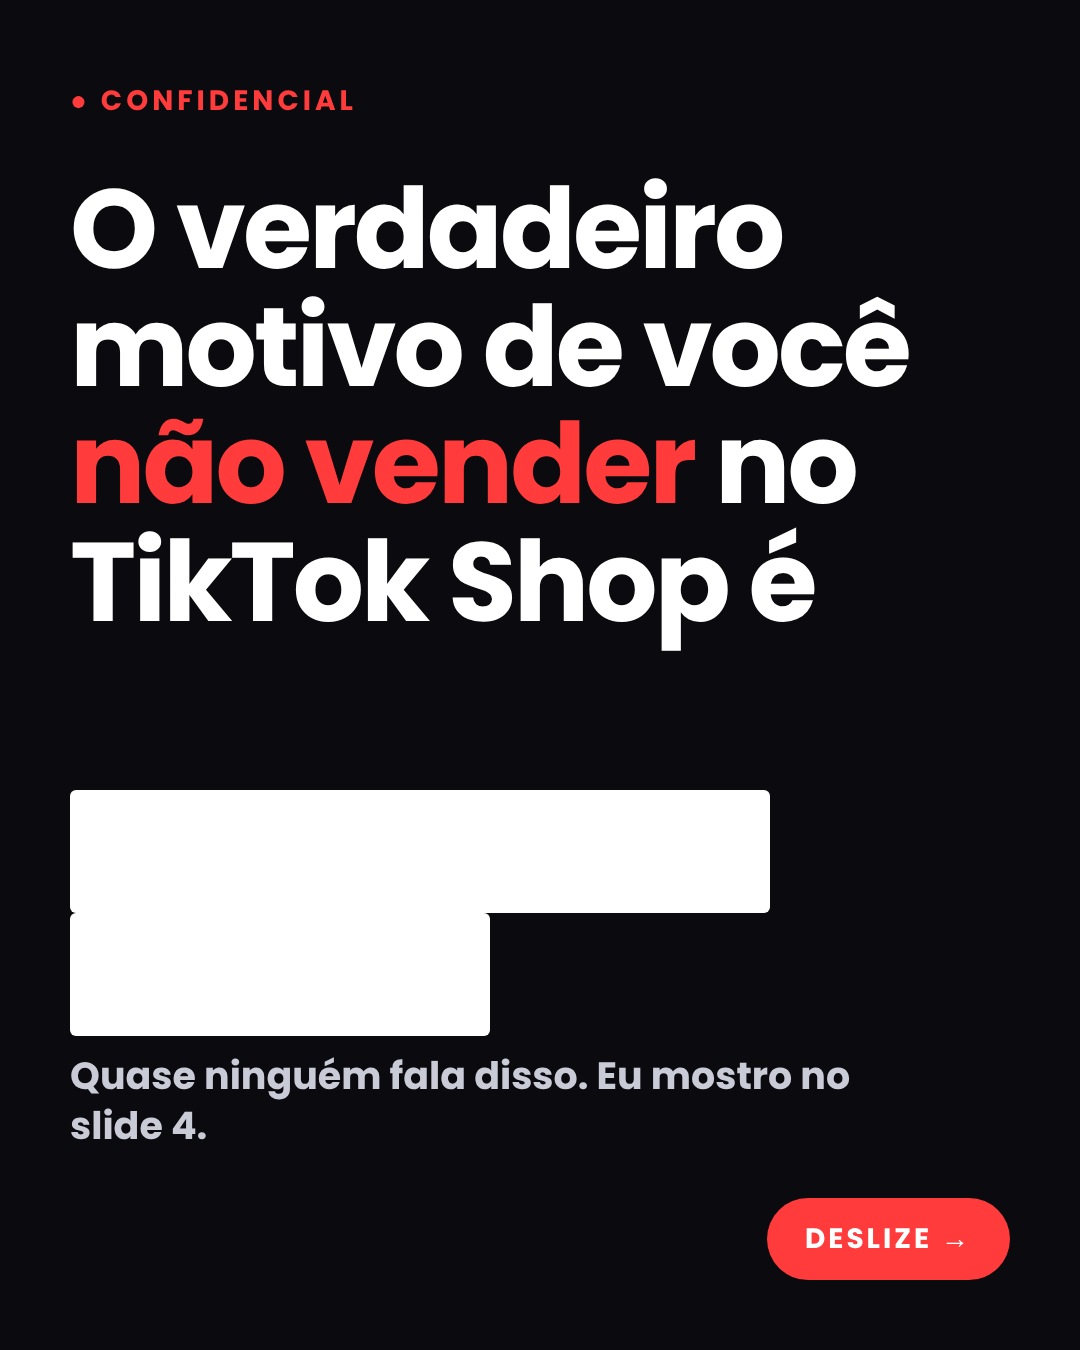 • CONFIDENCIAL
O verdadeiro
motivo de você
não vender no
TikTok Shop é
Quase ninguém fala disso. Eu mostro no
slide 4.
DESLIZE →